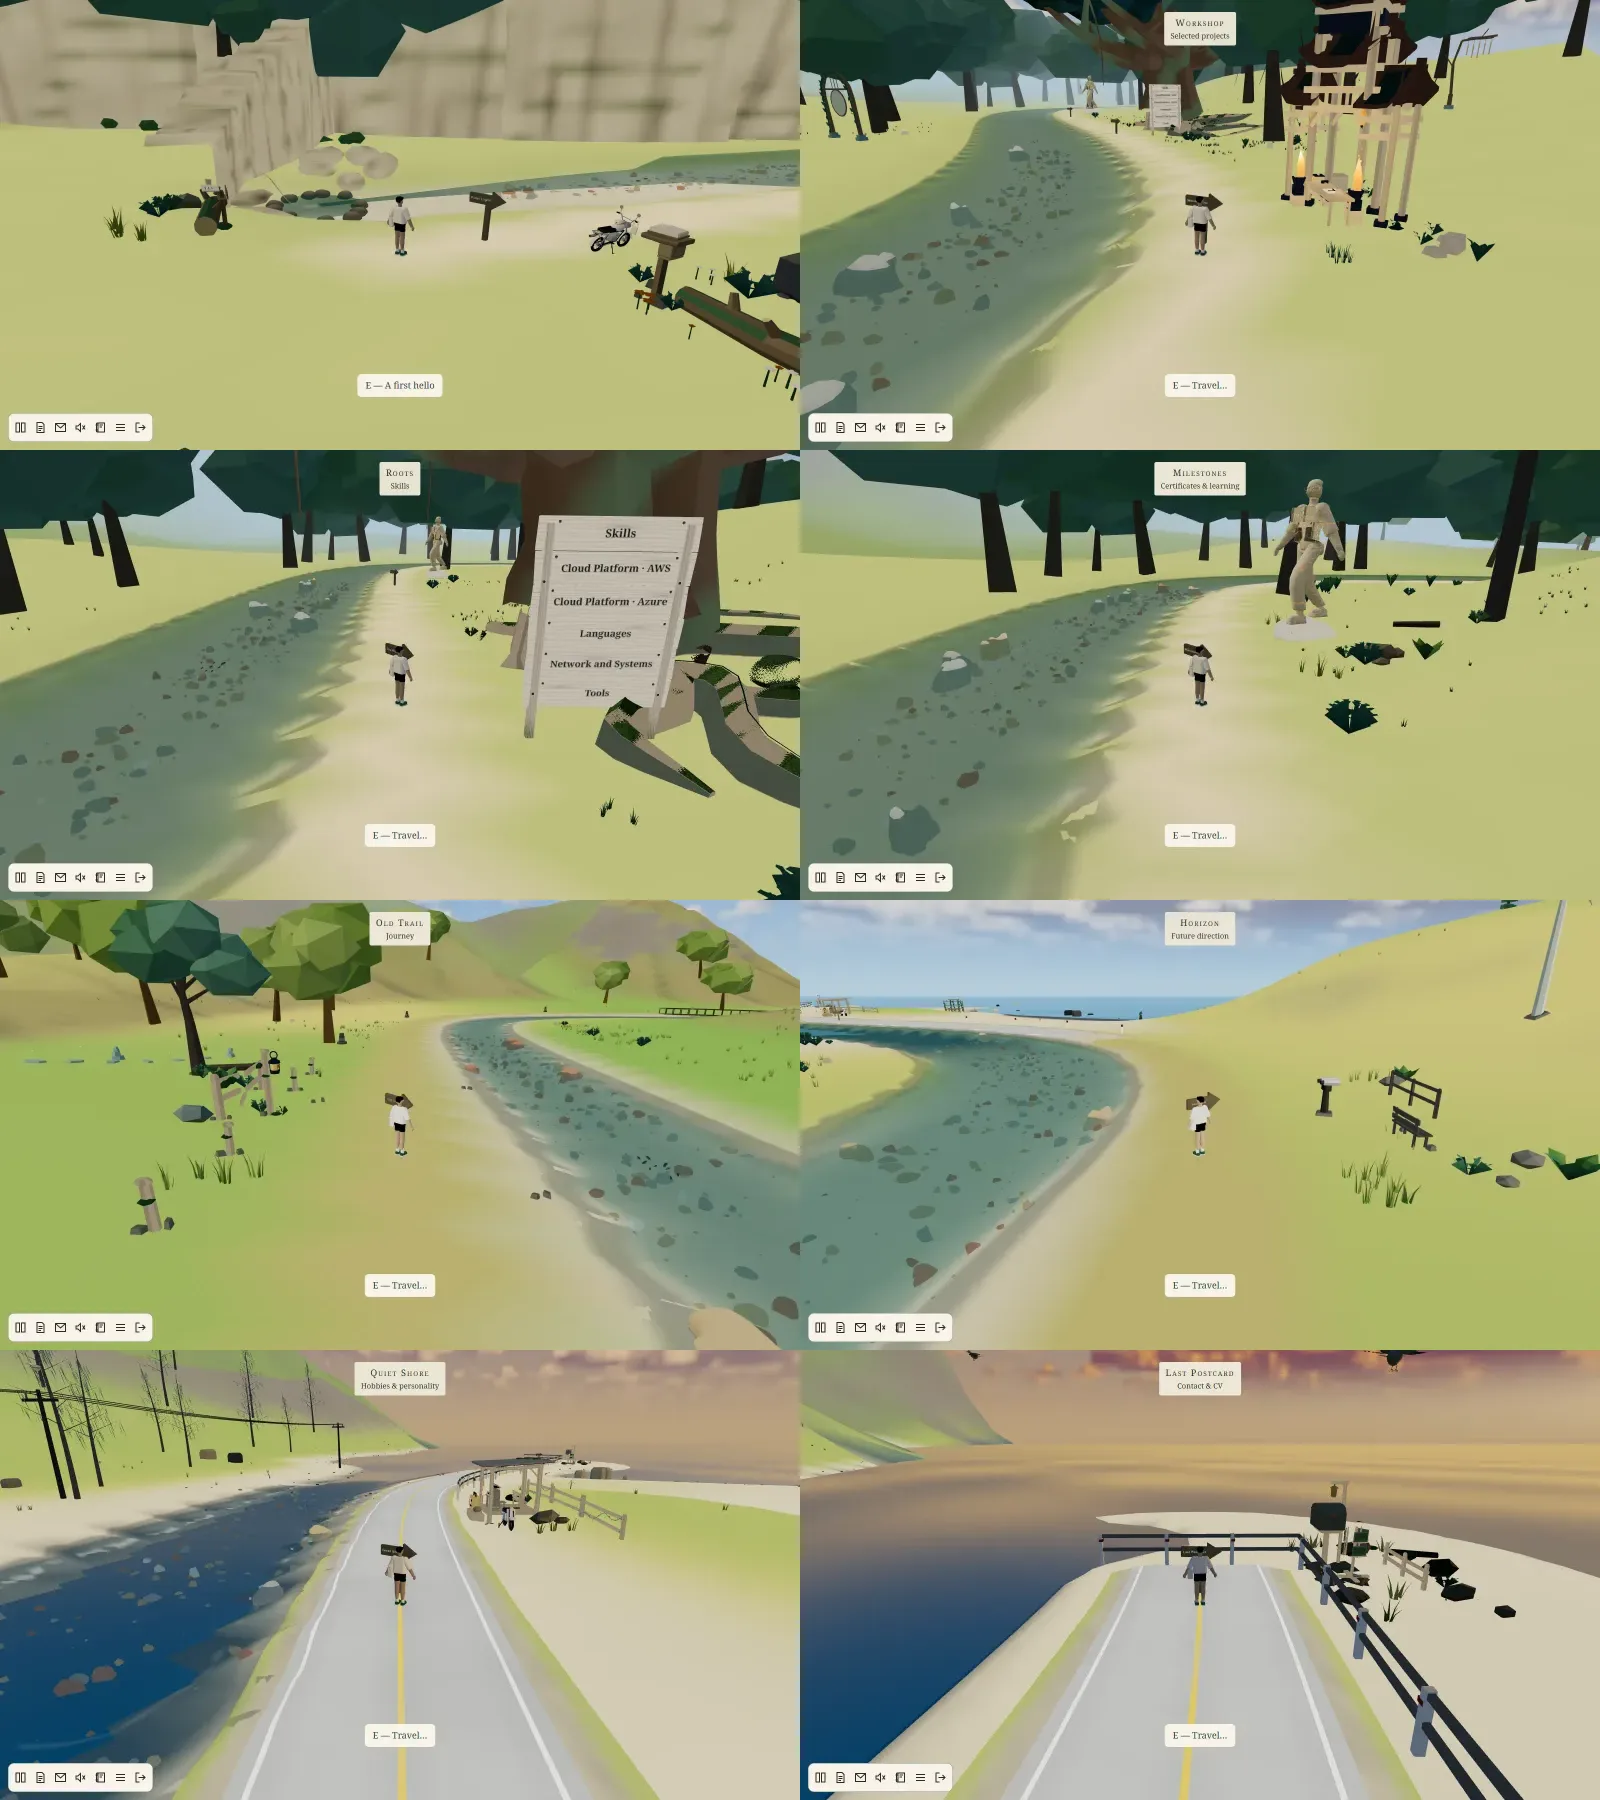 E — A first hello
Workshop
Selected projects
E — Travel...
Roots
Skills
Skills
Cloud Platform · AWS
Cloud Platform · Azure
Languages
Network and Systems
Tools
E — Travel...
Milestones
Certificates & learning
E — Travel...
Old Trail
Journey
E — Travel...
Horizon
Future direction
E — Travel...
Quiet Shore
Hobbies & personality
E — Travel...
Last Postcard
Contact & CV
E — Travel...